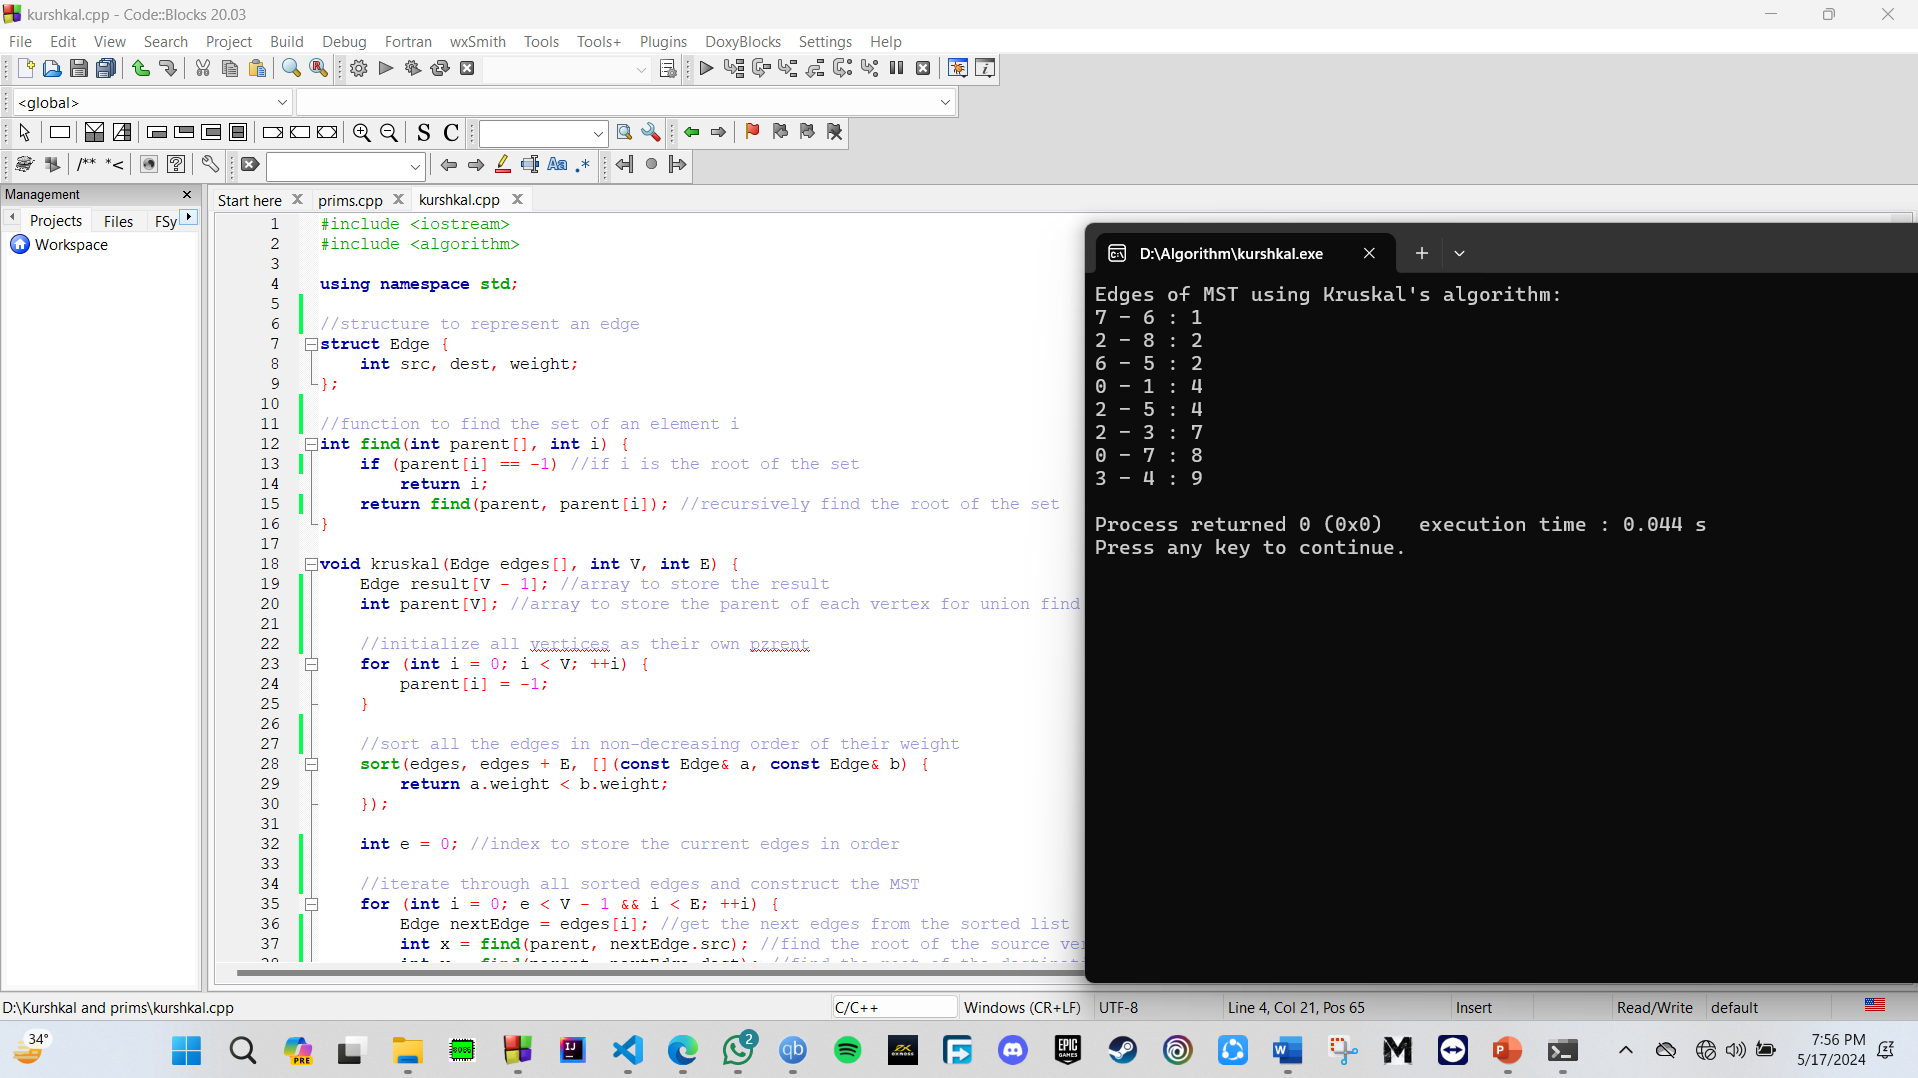 kurshkal.cpp - Code::Blocks 20.03
File Edit View Search Project Build Debug Fortran wxSmith Tools Tools+ Plugins DoxyBlocks Settings Help
<global>
S C
/** *<
Aa .*
Management
Projects Files FSy
Workspace
Start here prims.cpp kurshkal.cpp
1 #include <iostream>
2 #include <algorithm>
3
4 using namespace std;
5
6 //structure to represent an edge
7 struct Edge {
8 int src, dest, weight;
9 };
10
11 //function to find the set of an element i
12 int find(int parent[], int i) {
13 if (parent[i] == -1) //if i is the root of the set
14 return i;
15 return find(parent, parent[i]); //recursively find the root of the set
16 }
17
18 void kruskal(Edge edges[], int V, int E) {
19 Edge result[V - 1]; //array to store the result
20 int parent[V]; //array to store the parent of each vertex for union find
21
22 //initialize all vertices as their own pzrent
23 for (int i = 0; i < V; ++i) {
24 parent[i] = -1;
25 }
26
27 //sort all the edges in non-decreasing order of their weight
28 sort(edges, edges + E, [](const Edge& a, const Edge& b) {
29 return a.weight < b.weight;
30 });
31
32 int e = 0; //index to store the current edges in order
33
34 //iterate through all sorted edges and construct the MST
35 for (int i = 0; e < V - 1 && i < E; ++i) {
36 Edge nextEdge = edges[i]; //get the next edges from the sorted list
37 int x = find(parent, nextEdge.src); //find the root of the source
D:\Algorithm\kurshkal.exe
Edges of MST using Kruskal's algorithm:
7 - 6 : 1
2 - 8 : 2
6 - 5 : 2
0 - 1 : 4
2 - 5 : 4
2 - 3 : 7
0 - 7 : 8
3 - 4 : 9
Process returned 0 (0x0) execution time : 0.044 s
Press any key to continue.
D:\Kurshkal and prims\kurshkal.cpp C/C++ Windows (CR+LF) UTF-8 Line 4, Col 21, Pos 65 Insert Read/Write default
34°
PRE
IJ
2
qb
EPIC GAMES
7:56 PM
5/17/2024